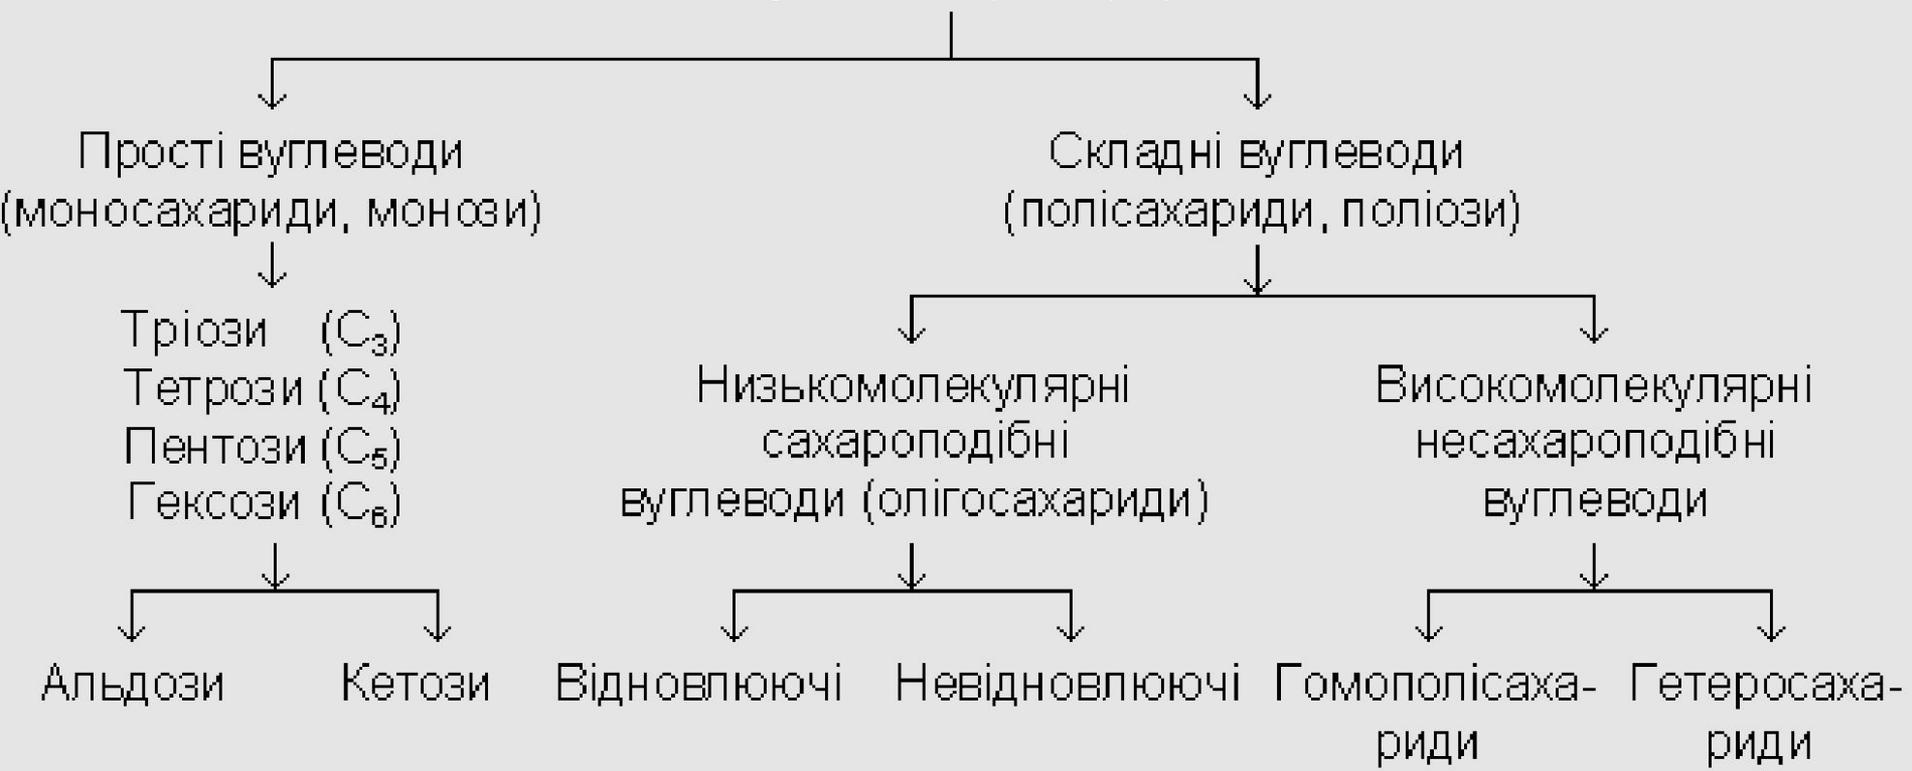 Прості вуглеводи
(моносахариди, монози)
Складні вуглеводи
(полісахариди, поліози)
Тріози (C₃)
Тетрози (C₄)
Пентози (C₅)
Гексози (C₆)
Низькомолекулярні
сахароподібні
вуглеводи (олігосахариди)
Високомолекулярні
несахароподібні
вуглеводи
Альдози
Кетози
Відновлюючі
Невідновлюючі
Гомополісаха-
риди
Гетеросаха-
риди